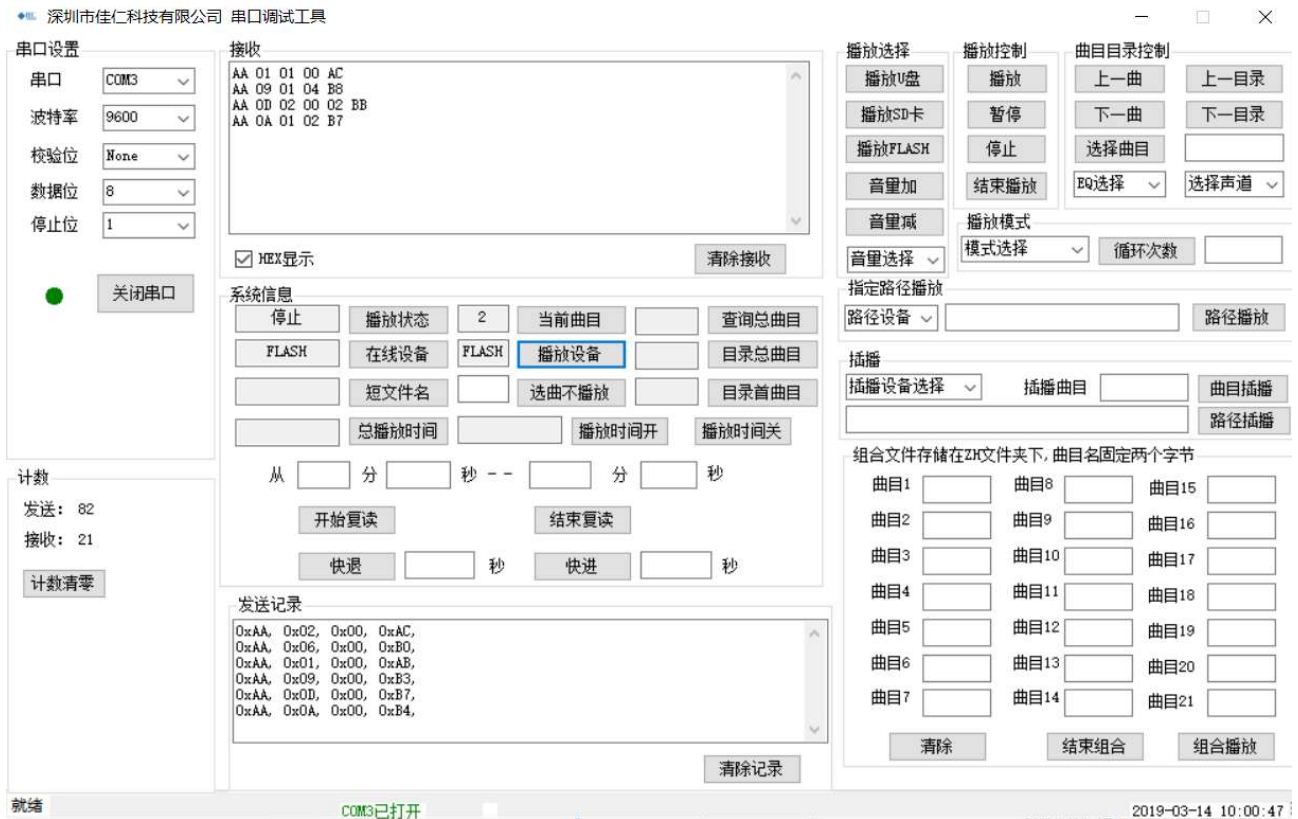 深圳市佳仁科技有限公司 串口调试工具
串口设置
串口 COM3
波特率 9600
校验位 None
数据位 8
停止位 1
关闭串口
计数
发送: 82
接收: 21
计数清零
接收
AA 01 01 00 AC
AA 09 01 04 B8
AA 0D 02 00 02 BB
AA 0A 01 02 B7
HEX显示 清除接收
系统信息
停止 播放状态 2 当前曲目 查询总曲目
FLASH 在线设备 FLASH 播放设备 目录总曲目
短文件名 选曲不播放 目录首曲目
总播放时间 播放时间开 播放时间关
从 分 秒 -- 分 秒
开始复读 结束复读
快退 秒 快进 秒
发送记录
0xAA, 0x02, 0x00, 0xAC,
0xAA, 0x06, 0x00, 0xB0,
0xAA, 0x01, 0x00, 0xAB,
0xAA, 0x09, 0x00, 0xB3,
0xAA, 0x0D, 0x00, 0xB7,
0xAA, 0x0A, 0x00, 0xB4,
清除记录
播放选择
播放U盘
播放SD卡
播放FLASH
音量加
音量减
音量选择
播放控制
播放
暂停
停止
结束播放
曲目目录控制
上一曲 上一目录
下一曲 下一目录
选择曲目
EQ选择 选择声道
播放模式
模式选择 循环次数
指定路径播放
路径设备 路径播放
插播
插播设备选择 插播曲目 曲目插播
路径插播
组合文件存储在ZH文件夹下,曲目名固定两个字节
曲目1 曲目8 曲目15
曲目2 曲目9 曲目16
曲目3 曲目10 曲目17
曲目4 曲目11 曲目18
曲目5 曲目12 曲目19
曲目6 曲目13 曲目20
曲目7 曲目14 曲目21
清除 结束组合 组合播放
就绪 COM3已打开 2019-03-14 10:00:47